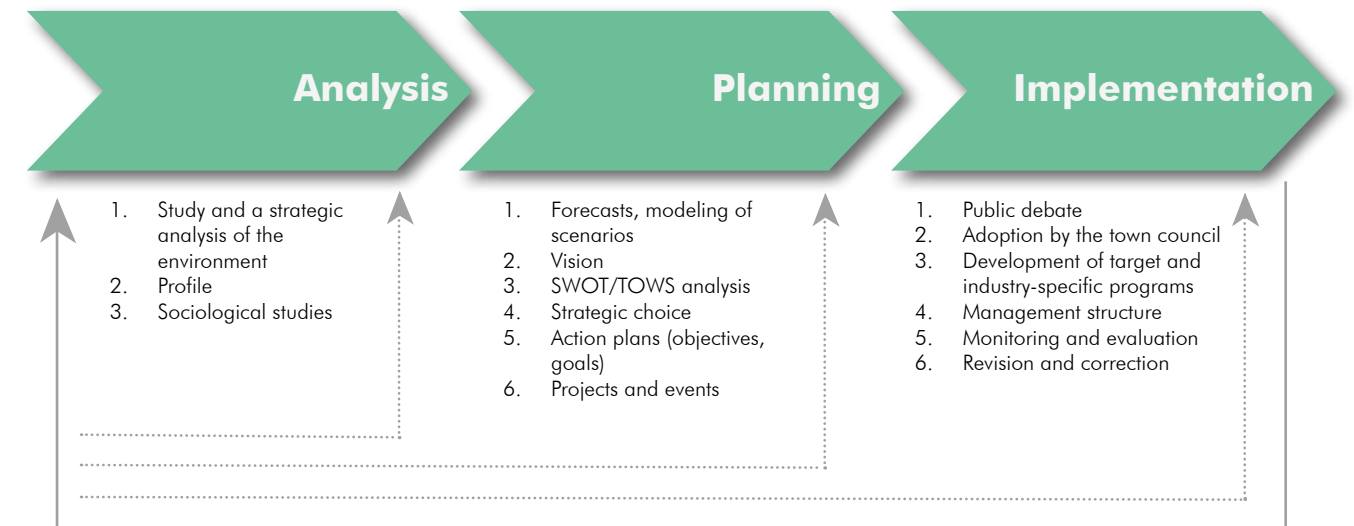 Analysis
Planning
Implementation
1. Study and a strategic
analysis of the
environment
2. Profile
3. Sociological studies
1. Forecasts, modeling of
scenarios
2. Vision
3. SWOT/TOWS analysis
4. Strategic choice
5. Action plans (objectives,
goals)
6. Projects and events
1. Public debate
2. Adoption by the town council
3. Development of target and
industry-specific programs
4. Management structure
5. Monitoring and evaluation
6. Revision and correction